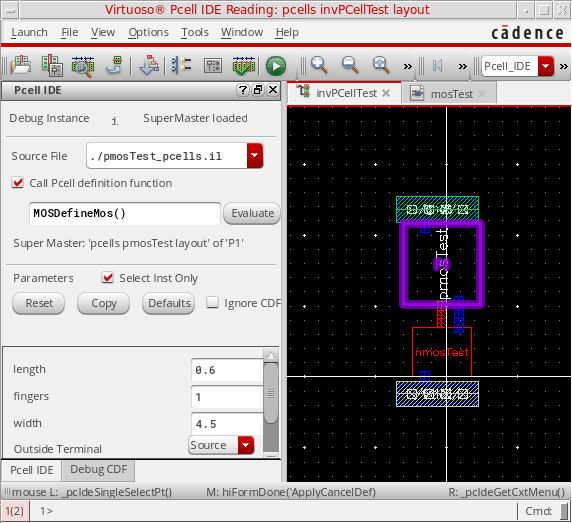 Virtuoso® Pcell IDE Reading: pcells invPCellTest layout
Launch File View Options Tools Window Help cādence
Pcell_IDE
Pcell IDE
invPCellTest
mosTest
Debug Instance SuperMaster loaded
Source File ./pmosTest_pcells.il
Call Pcell definition function
MOSDefineMos() Evaluate
Super Master: 'pcells pmosTest layout' of 'P1'
Parameters Select Inst Only
Reset Copy Defaults Ignore CDF
length 0.6
fingers 1
width 4.5
Outside Terminal Source
pmosTest
nmosTest
Pcell IDE Debug CDF
mouse L: _pcIdeSingleSelectPt() M: hiFormDone('ApplyCancelDef) R: _pcIdeGetCxtMenu()
1(2) 1> Cmd: